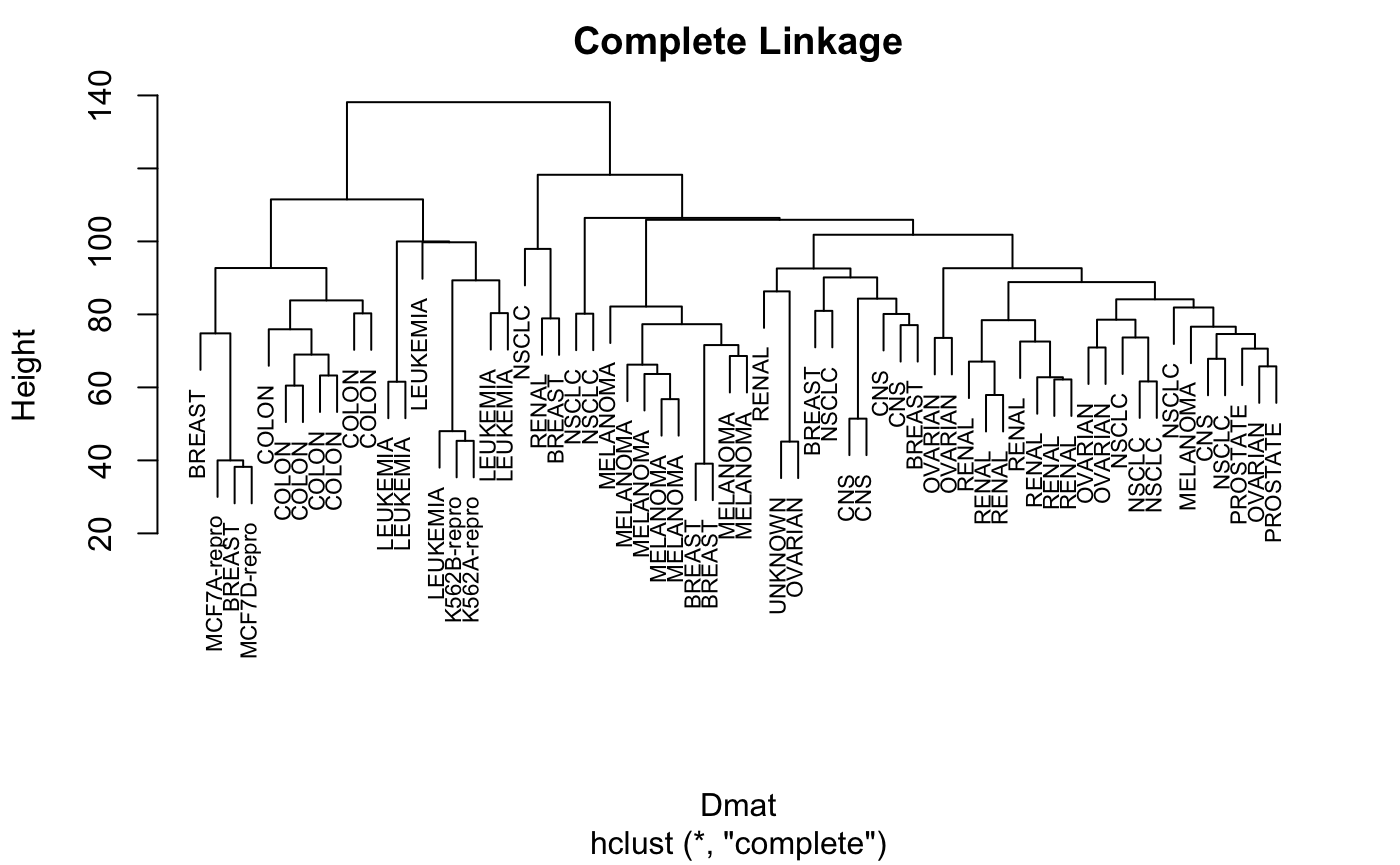 Complete Linkage
Height
140
100
80
60
40
20
BREAST
MCF7A-repro
BREAST
MCF7D-repro
COLON
COLON
COLON
COLON
COLON
COLON
COLON
LEUKEMIA
LEUKEMIA
LEUKEMIA
LEUKEMIA
K562B-repro
K562A-repro
LEUKEMIA
LEUKEMIA
NSCLC
RENAL
BREAST
NSCLC
NSCLC
MELANOMA
MELANOMA
MELANOMA
MELANOMA
MELANOMA
BREAST
BREAST
MELANOMA
MELANOMA
RENAL
UNKNOWN
OVARIAN
BREAST
NSCLC
CNS
CNS
CNS
CNS
BREAST
OVARIAN
OVARIAN
RENAL
RENAL
RENAL
RENAL
RENAL
RENAL
RENAL
OVARIAN
OVARIAN
NSCLC
NSCLC
NSCLC
NSCLC
MELANOMA
CNS
NSCLC
PROSTATE
OVARIAN
PROSTATE
Dmat
hclust (*, "complete")